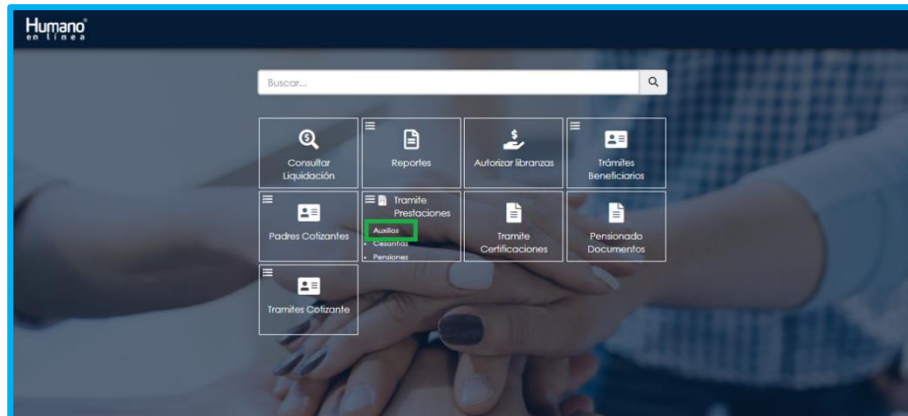 Humano®
en línea
Buscar...
Consultar
Liquidación
Reportes
Autorizar libranzas
Trámites
Beneficiarios
Padres Cotizantes
Tramite
Prestaciones
Auxilios
Cesantías
Pensiones
Tramite
Certificaciones
Pensionado
Documentos
Tramites Cotizante